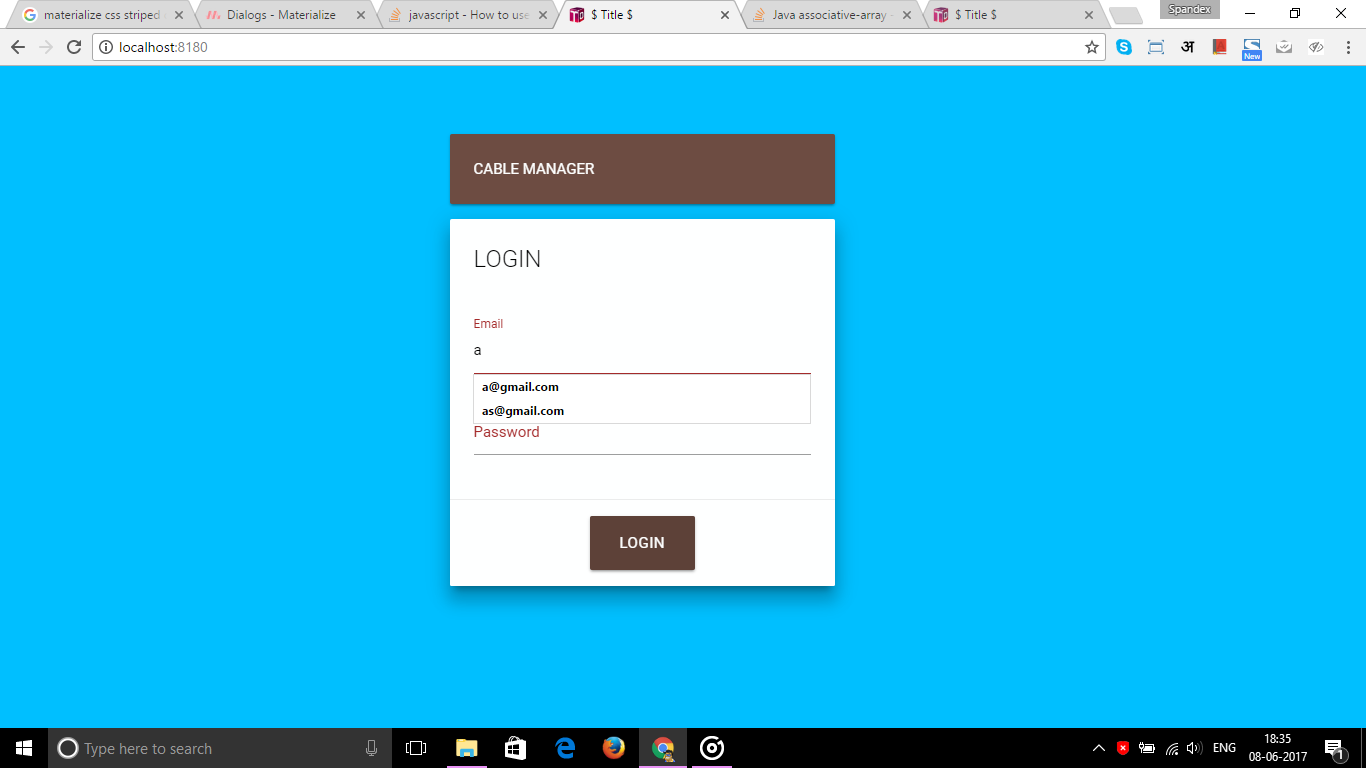 Spandex
materialize css striped
Dialogs - Materialize
javascript - How to use
$ Title $
Java associative-array -
$ Title $
localhost:8180
New
CABLE MANAGER
LOGIN
Email
a
a@gmail.com
as@gmail.com
Password
LOGIN
Type here to search
ENG
18:35
08-06-2017
1
अ